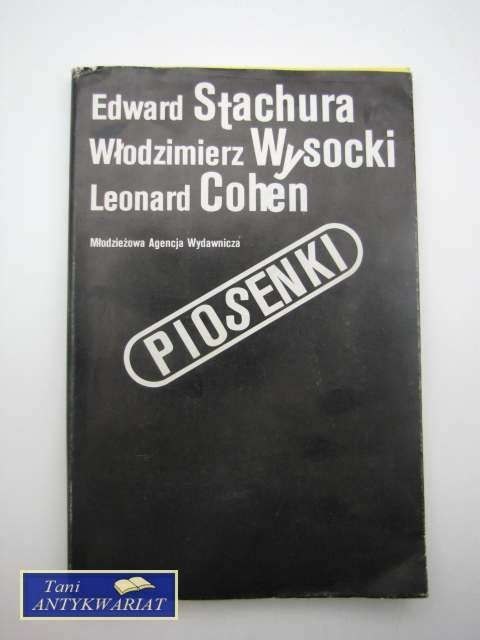 Edward Stachura
Włodzimierz Wysocki
Leonard Cohen
Młodzieżowa Agencja Wydawnicza
PIOSENKI
Tani
ANTYKWARIAT